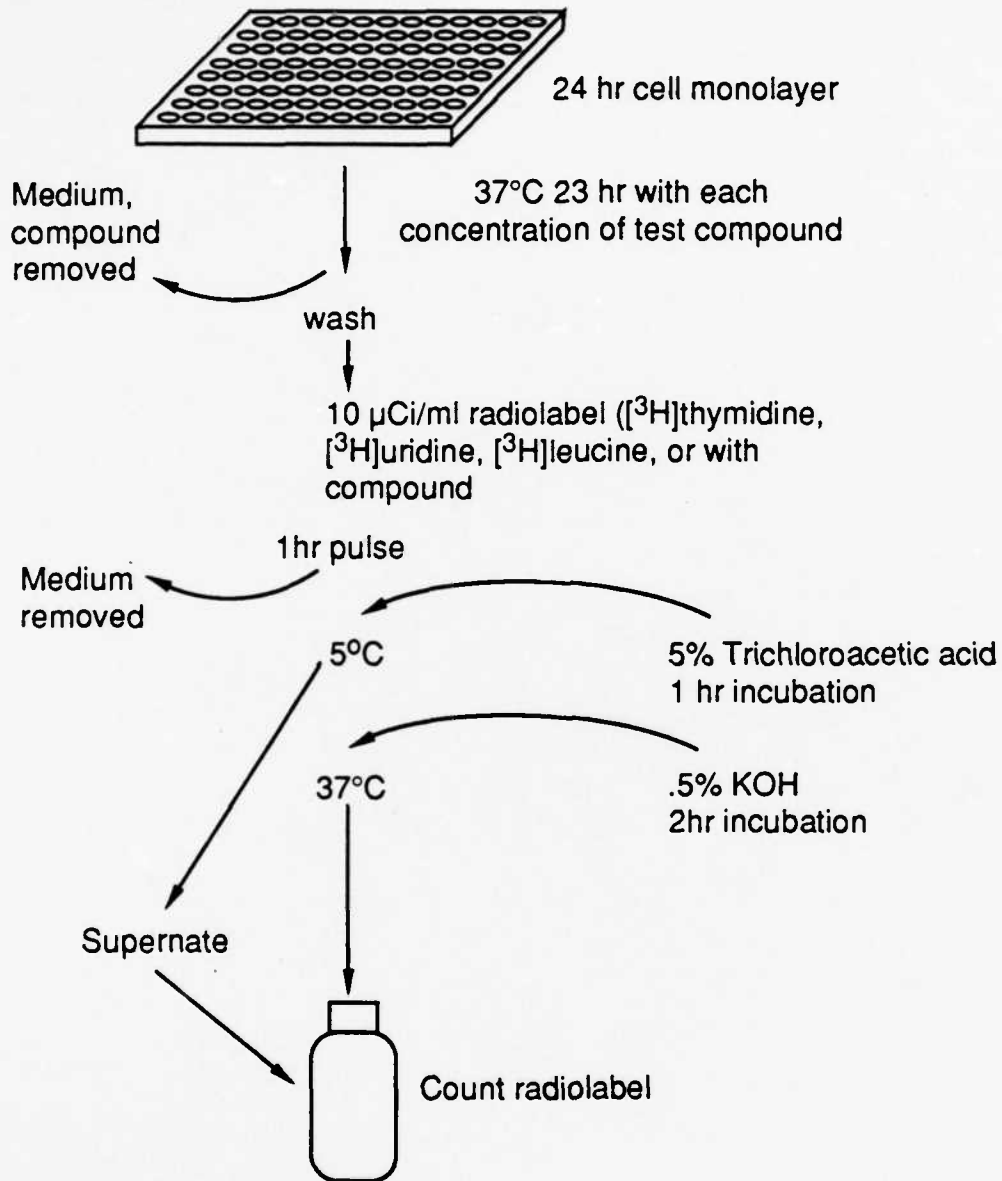 24 hr cell monolayer
Medium,
compound
removed
37°C 23 hr with each
concentration of test compound
wash
10 µCi/ml radiolabel ([³H]thymidine,
[³H]uridine, [³H]leucine, or with
compound
1hr pulse
Medium
removed
5°C
5% Trichloroacetic acid
1 hr incubation
37°C
.5% KOH
2hr incubation
Supernate
Count radiolabel